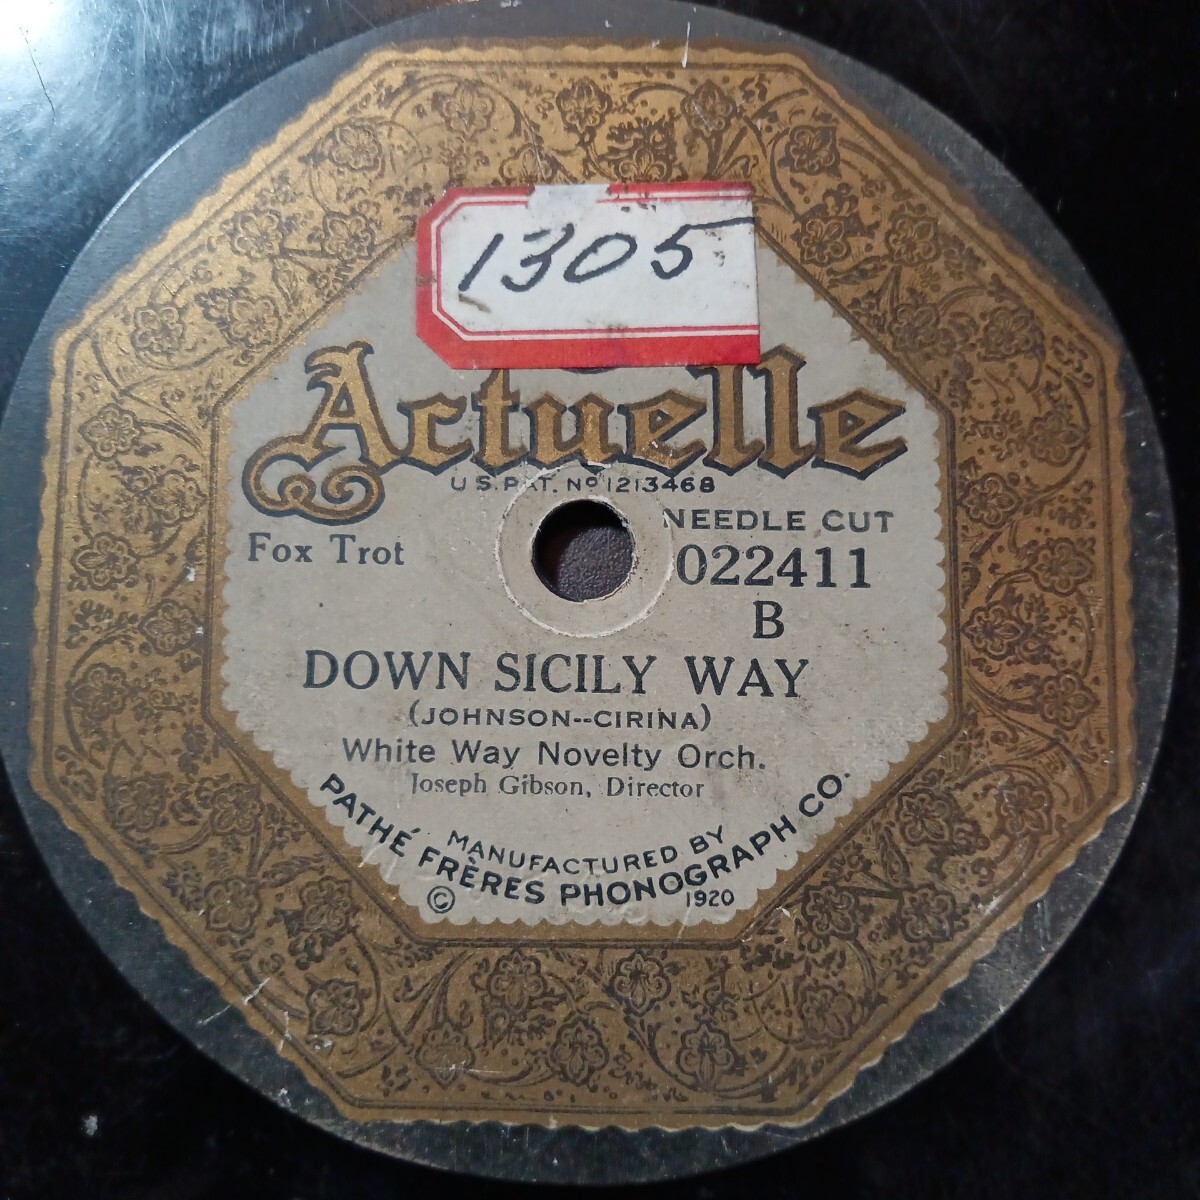 1305
Actuelle
U.S. PAT. No 1213468
Fox Trot
NEEDLE CUT
022411
B
DOWN SICILY WAY
(JOHNSON--CIRINA)
White Way Novelty Orch.
Joseph Gibson, Director
MANUFACTURED BY
PATHÉ FRÈRES PHONOGRAPH CO.
© 1920